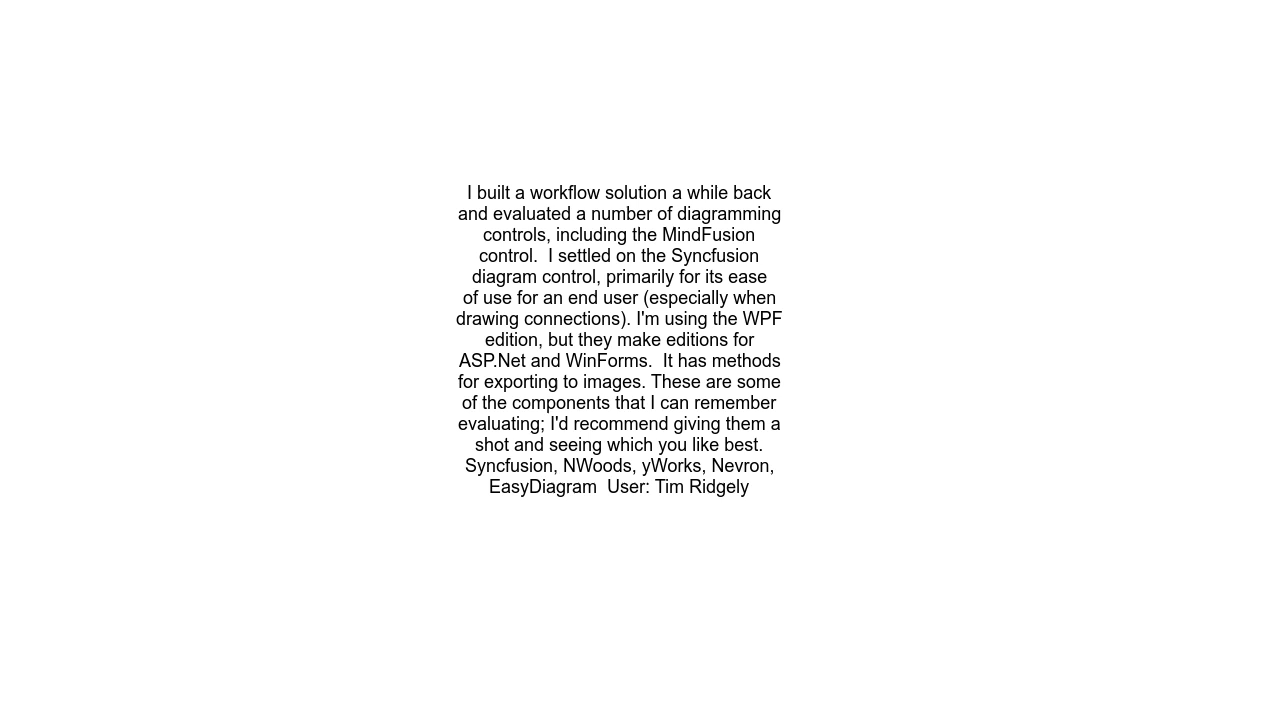 I built a workflow solution a while back
and evaluated a number of diagramming
controls, including the MindFusion
control.  I settled on the Syncfusion
diagram control, primarily for its ease
of use for an end user (especially when
drawing connections). I'm using the WPF
edition, but they make editions for
ASP.Net and WinForms.  It has methods
for exporting to images. These are some
of the components that I can remember
evaluating; I'd recommend giving them a
shot and seeing which you like best.
Syncfusion, NWoods, yWorks, Nevron,
EasyDiagram  User: Tim Ridgely